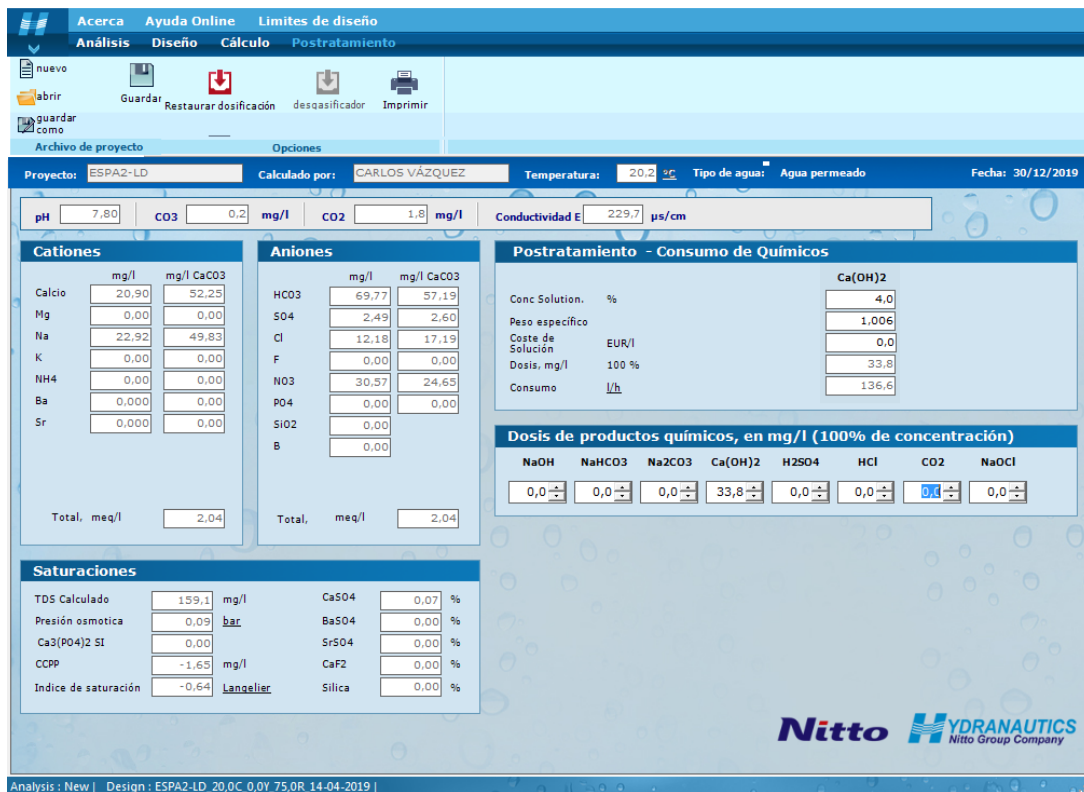 Acerca Ayuda Online Limites de diseño
Análisis Diseño Cálculo Postratamiento
nuevo
abrir
guardar como
Guardar
Restaurar dosificación
desgasificador
Imprimir
Archivo de proyecto
Opciones
Proyecto: ESPA2-LD Calculado por: CARLOS VÁZQUEZ Temperatura: 20,2 ºC Tipo de agua: Agua permeado Fecha: 30/12/2019
pH 7,80 CO3 0,2 mg/l CO2 1,8 mg/l Conductividad E 229,7 µs/cm
Cationes
mg/l mg/l CaCO3
Calcio 20,90 52,25
Mg 0,00 0,00
Na 22,92 49,83
K 0,00 0,00
NH4 0,00 0,00
Ba 0,000 0,00
Sr 0,000 0,00
Total, meq/l 2,04
Aniones
mg/l mg/l CaCO3
HCO3 69,77 57,19
SO4 2,49 2,60
Cl 12,18 17,19
F 0,00 0,00
NO3 30,57 24,65
PO4 0,00 0,00
SiO2 0,00
B 0,00
Total, meq/l 2,04
Postratamiento - Consumo de Químicos
Ca(OH)2
Conc Solution. % 4,0
Peso específico 1,006
Coste de Solución EUR/l 0,0
Dosis, mg/l 100 % 33,8
Consumo l/h 136,6
Dosis de productos químicos, en mg/l (100% de concentración)
NaOH NaHCO3 Na2CO3 Ca(OH)2 H2SO4 HCl CO2 NaOCl
0,0 0,0 0,0 33,8 0,0 0,0 0,0 0,0
Saturaciones
TDS Calculado 159,1 mg/l CaSO4 0,07 %
Presión osmotica 0,09 bar BaSO4 0,00 %
Ca3(PO4)2 SI 0,00 SrSO4 0,00 %
CCPP -1,65 mg/l CaF2 0,00 %
Indice de saturación -0,64 Langelier Silica 0,00 %
Nitto HYDRANAUTICS
Nitto Group Company
Analysis : New | Design : ESPA2-LD_20,0C_0,0Y_75,0R_14-04-2019 |